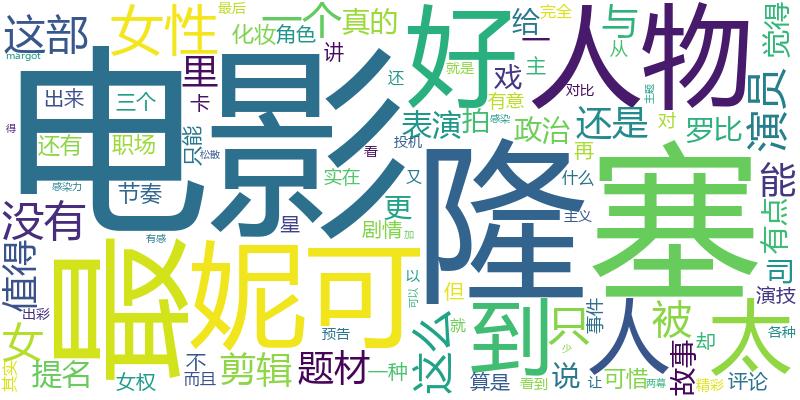 最后
完全
女性
一个
真的
给
一
与
觉得
这部
化妆
角色
从
margot
讲
还
就是
对比
主题
电影
好
人物
里
卡
戏
主
有意
出来
三个
还有
职场
只能
松散
看
投机
表演
拍
感染
政治
还是
再
对
罗比
演员
得
感染力
节奏
实在
又
什么
能
没有
星
更
隆
塞
主义
有点
值得
最
妮可
剧情
加
以
可以
但
到
只
人
事件
被
太
司
演技
出彩
有感
预告
这么
就
女
不
剪辑
题材
却
各种
其实
提名
女权
而且
一种
算是
看到
少
说
让
可惜
两幕
故事
精彩
评论